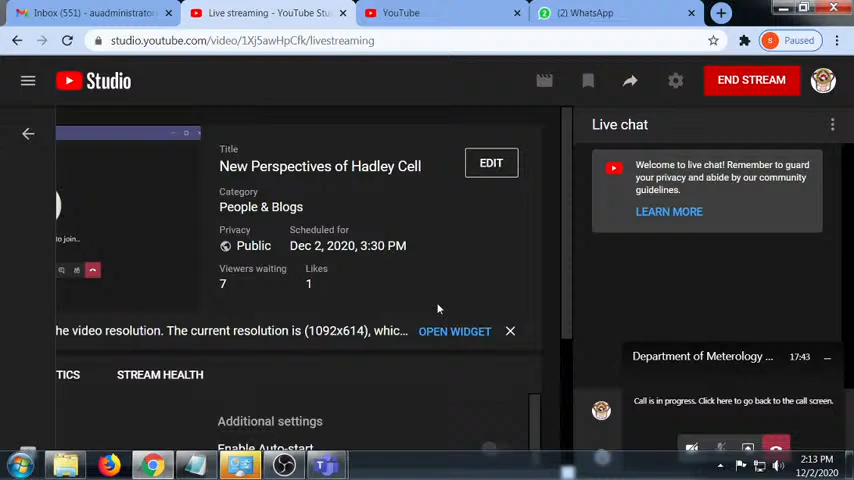 Inbox (551) - auadministrator
Live streaming - YouTube Stu
YouTube
(2) WhatsApp
studio.youtube.com/video/1Xj5awHpCfk/livestreaming
S Paused
Studio
END STREAM
Title
New Perspectives of Hadley Cell
EDIT
Category
People & Blogs
Privacy
Scheduled for
Public
Dec 2, 2020, 3:30 PM
Viewers waiting
Likes
7
1
to join...
he video resolution. The current resolution is (1092x614), whic...
OPEN WIDGET
TICS
STREAM HEALTH
Additional settings
Enable Auto-start
Live chat
Welcome to live chat! Remember to guard
your privacy and abide by our community
guidelines.
LEARN MORE
Department of Meterology ...
17:43
Call is in progress. Click here to go back to the call screen.
2:13 PM
12/2/2020